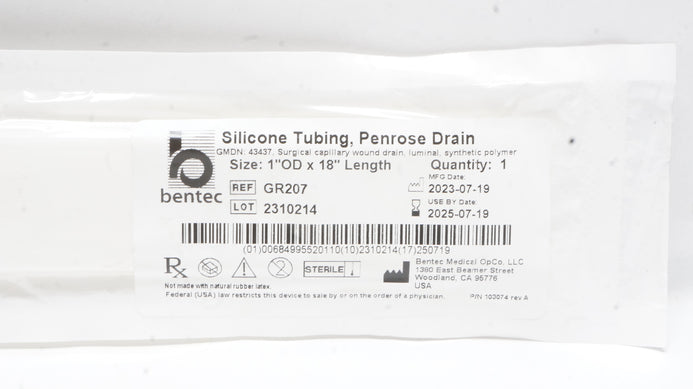 Silicone Tubing, Penrose Drain
GMDN: 43437, Surgical capillary wound drain, luminal, synthetic polymer
Size: 1"OD x 18" Length Quantity: 1
bentec
REF GR207
MFG Date:
2023-07-19
LOT 2310214
USE BY Date:
2025-07-19
(01)00684995520110(10)2310214(17)250719
Rx
2
STERILE
Bentec Medical OpCo, LLC
1380 East Beamer Street
Woodland, CA 95776
USA
Not made with natural rubber latex.
Federal (USA) law restricts this device to sale by or on the order of a physician.
P/N 103074 rev A